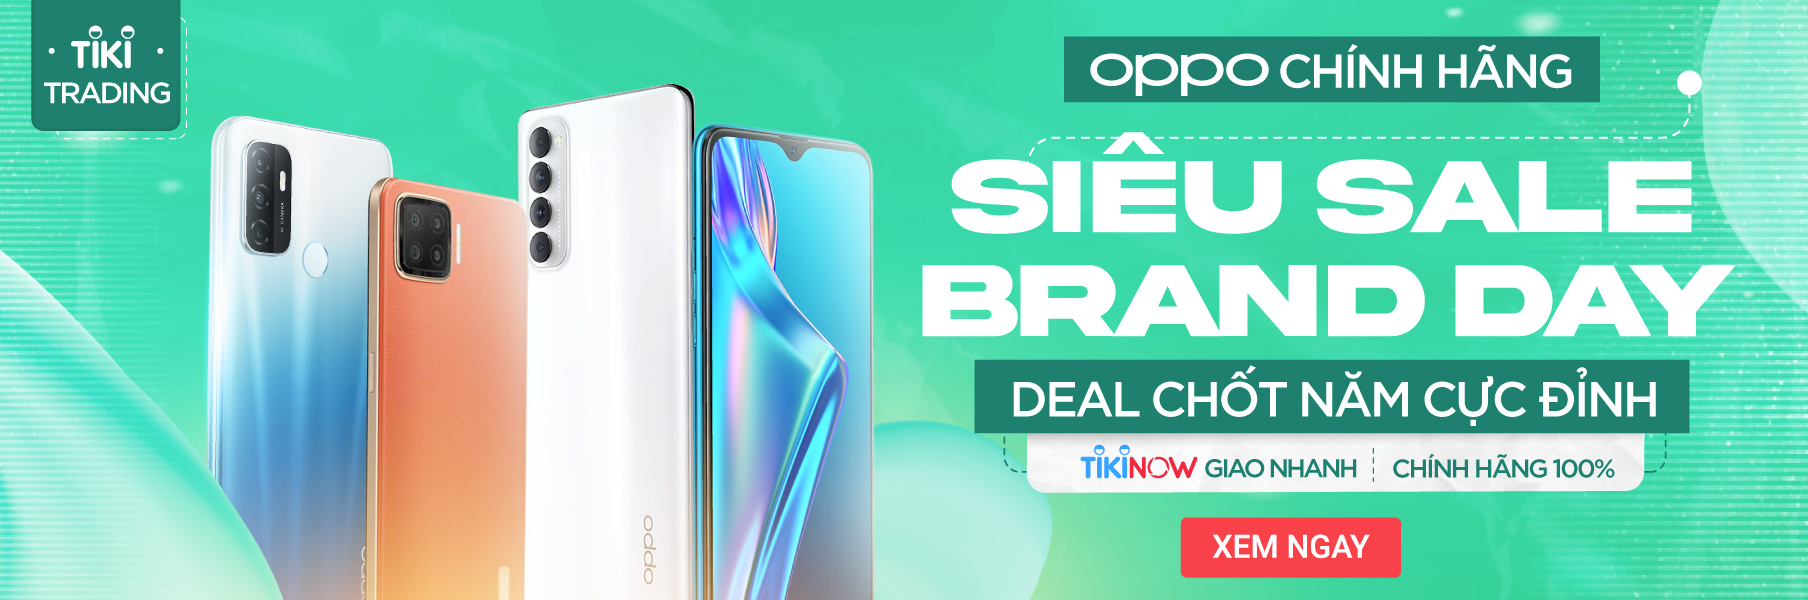 TIKI
TRADING
oppo CHÍNH HÃNG
SIÊU SALE
BRAND DAY
DEAL CHỐT NĂM CỰC ĐỈNH
TIKINOW GIAO NHANH | CHÍNH HÃNG 100%
XEM NGAY
oppo